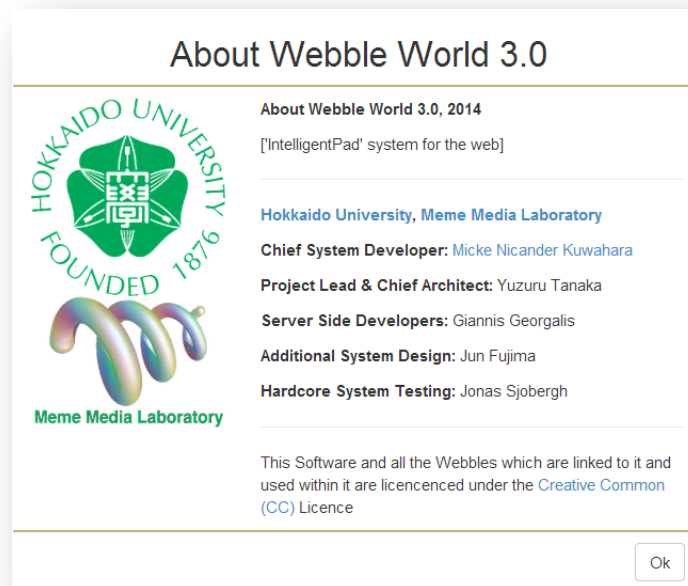 About Webble World 3.0
HOKKAIDO UNIVERSITY
FOUNDED 1876
Meme Media Laboratory
About Webble World 3.0, 2014
['IntelligentPad' system for the web]
Hokkaido University, Meme Media Laboratory
Chief System Developer: Micke Nicander Kuwahara
Project Lead & Chief Architect: Yuzuru Tanaka
Server Side Developers: Giannis Georgalis
Additional System Design: Jun Fujima
Hardcore System Testing: Jonas Sjobergh
This Software and all the Webbles which are linked to it and
used within it are licencenced under the Creative Common
(CC) Licence
Ok